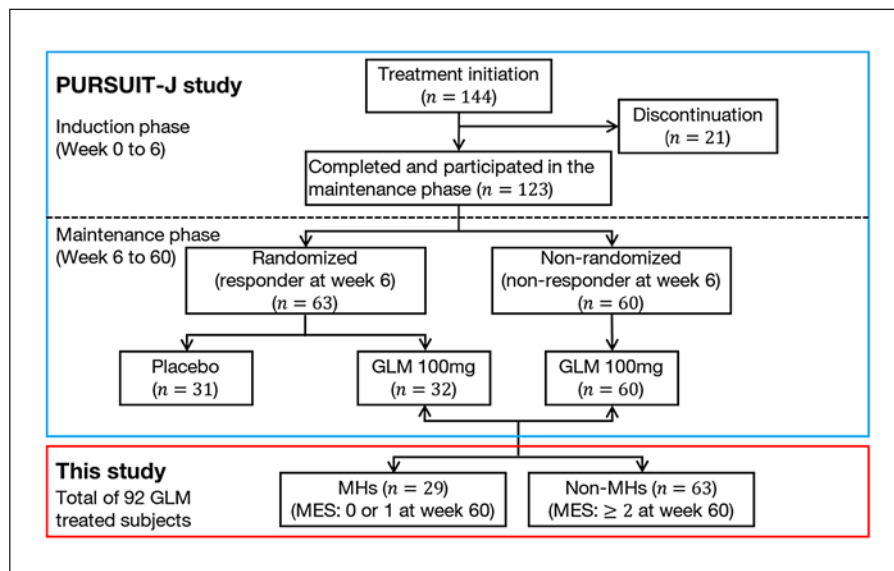 PURSUIT-J study
Induction phase
(Week 0 to 6)
Treatment initiation
(n = 144)
Discontinuation
(n = 21)
Completed and participated in the
maintenance phase (n = 123)
Maintenance phase
(Week 6 to 60)
Randomized
(responder at week 6)
(n = 63)
Non-randomized
(non-responder at week 6)
(n = 60)
Placebo
(n = 31)
GLM 100mg
(n = 32)
GLM 100mg
(n = 60)
This study
Total of 92 GLM
treated subjects
MHs (n = 29)
(MES: 0 or 1 at week 60)
Non-MHs (n = 63)
(MES: ≥ 2 at week 60)